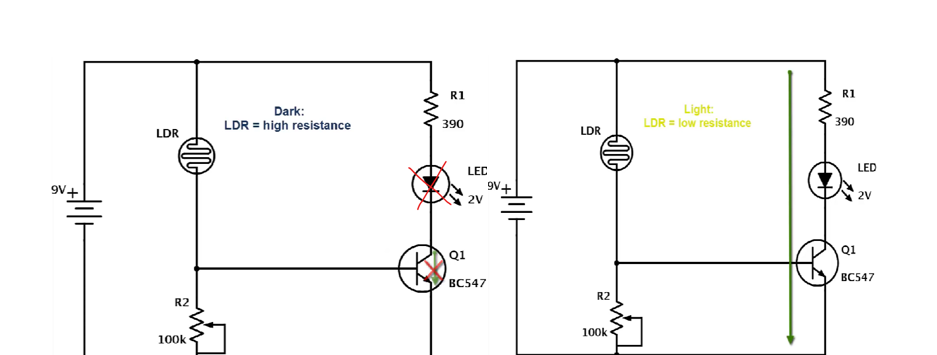 R1
Dark:
LDR = high resistance
390
LDR
LED
9V
2V
Q1
BC547
R2
100k
R1
Light:
LDR = low resistance
390
LDR
LED
9V
2V
Q1
BC547
R2
100k